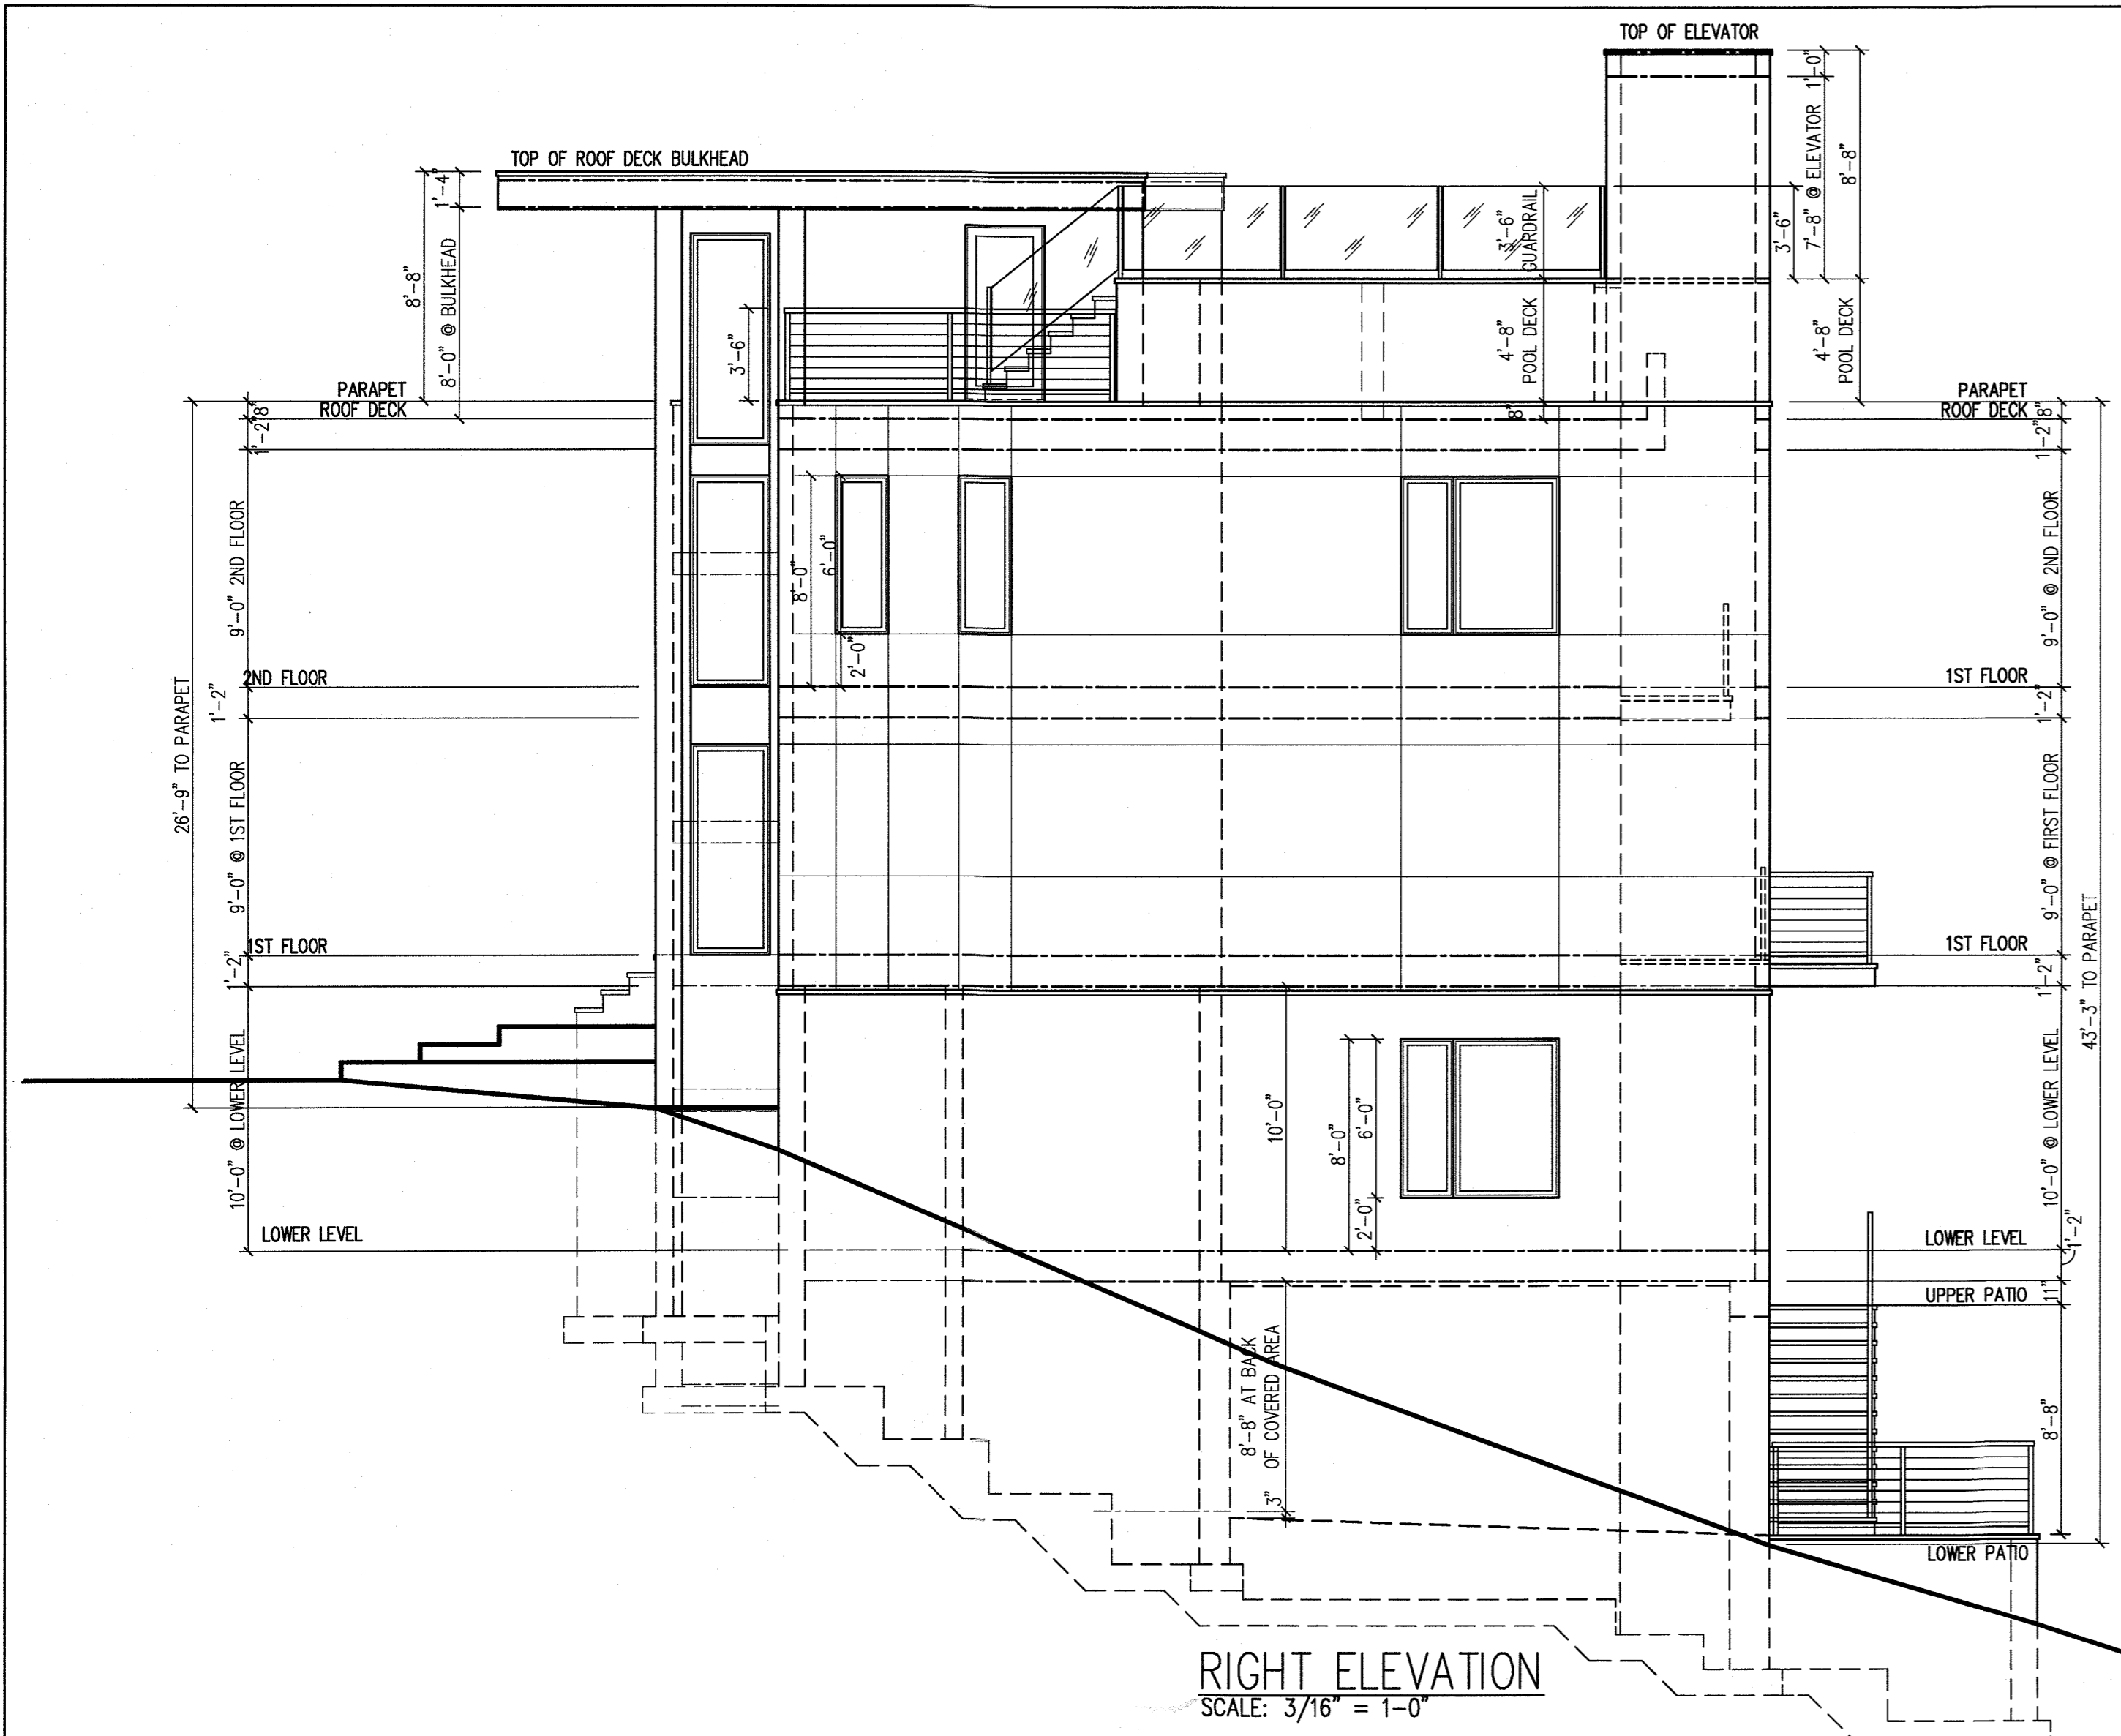 TOP OF ELEVATOR
1'-0"
7'-8" @ ELEVATOR
8'-8"
3'-6"
TOP OF ROOF DECK BULKHEAD
1'-4"
8'-8"
8'-0" @ BULKHEAD
3'-6"
3'-6"
GUARDRAIL
4'-8"
POOL DECK
8"
4'-8"
POOL DECK
PARAPET
ROOF DECK
8"
1'-2"
PARAPET
ROOF DECK
8"
1'-2"
9'-0" 2ND FLOOR
8'-0"
6'-0"
2'-0"
9'-0" @ 2ND FLOOR
2ND FLOOR
1'-2"
1ST FLOOR
1'-2"
26'-9" TO PARAPET
9'-0" @ 1ST FLOOR
9'-0" @ FIRST FLOOR
43'-3" TO PARAPET
1ST FLOOR
1'-2"
1ST FLOOR
1'-2"
10'-0" @ LOWER LEVEL
10'-0"
8'-0"
6'-0"
2'-0"
10'-0" @ LOWER LEVEL
LOWER LEVEL
LOWER LEVEL
1'-2"
UPPER PATIO
11"
8'-8" AT BACK
OF COVERED AREA
3"
8'-8"
LOWER PATIO
RIGHT ELEVATION
SCALE: 3/16" = 1-0"